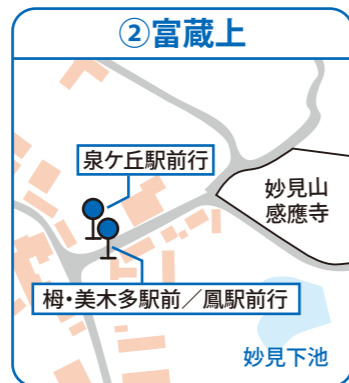 ②富蔵上
泉ケ丘駅前行
妙見山
感應寺
栂・美木多駅前／鳳駅前行
妙見下池